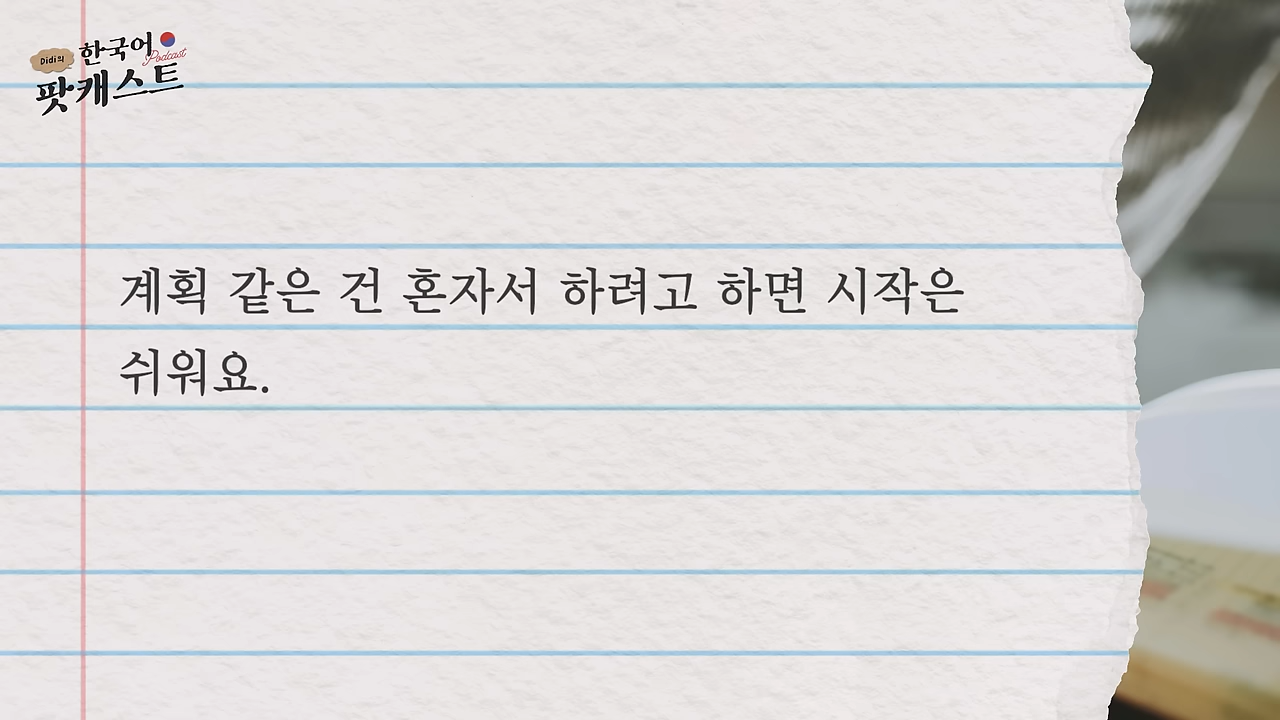 Didi의
한국어
Podcast
팟캐스트
계획 같은 건 혼자서 하려고 하면 시작은
쉬워요.